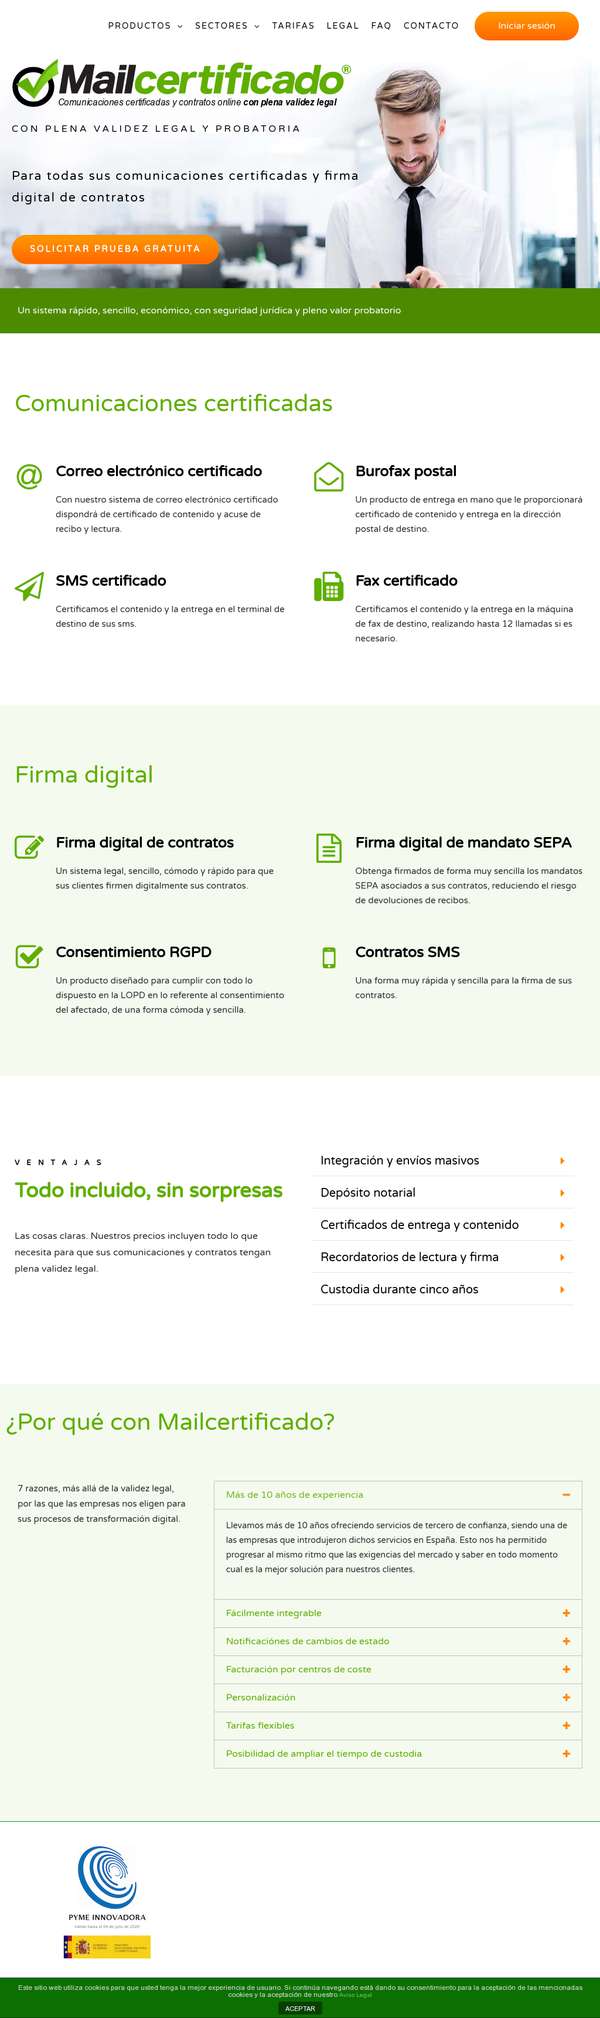 PRODUCTOS SECTORES TARIFAS LEGAL FAQ CONTACTO Iniciar sesión
Mailcertificado®
Comunicaciones certificadas y contratos online con plena validez legal
CON PLENA VALIDEZ LEGAL Y PROBATORIA
Para todas sus comunicaciones certificadas y firma
digital de contratos
SOLICITAR PRUEBA GRATUITA
Un sistema rápido, sencillo, económico, con seguridad jurídica y pleno valor probatorio
Comunicaciones certificadas
Correo electrónico certificado
Con nuestro sistema de correo electrónico certificado
dispondrá de certificado de contenido y acuse de
recibo y lectura.
Burofax postal
Un producto de entrega en mano que le proporcionará
certificado de contenido y entrega en la dirección
postal de destino.
SMS certificado
Certificamos el contenido y la entrega en el terminal de
destino de sus sms.
Fax certificado
Certificamos el contenido y la entrega en la máquina
de fax de destino, realizando hasta 12 llamadas si es
necesario.
Firma digital
Firma digital de contratos
Un sistema legal, sencillo, cómodo y rápido para que
sus clientes firmen digitalmente sus contratos.
Firma digital de mandato SEPA
Obtenga firmados de forma muy sencilla los mandatos
SEPA asociados a sus contratos, reduciendo el riesgo
de devoluciones de recibos.
Consentimiento RGPD
Un producto diseñado para cumplir con todo lo
dispuesto en la LOPD en lo referente al consentimiento
del afectado, de una forma cómoda y sencilla.
Contratos SMS
Una forma muy rápida y sencilla para la firma de sus
contratos.
VENTAJAS
Todo incluido, sin sorpresas
Las cosas claras. Nuestros precios incluyen todo lo que
necesita para que sus comunicaciones y contratos tengan
plena validez legal.
Integración y envíos masivos
Depósito notarial
Certificados de entrega y contenido
Recordatorios de lectura y firma
Custodia durante cinco años
¿Por qué con Mailcertificado?
7 razones, más allá de la validez legal,
por las que las empresas nos eligen para
sus procesos de transformación digital.
Más de 10 años de experiencia
Llevamos más de 10 años ofreciendo servicios de tercero de confianza, siendo una de
las empresas que introdujeron dichos servicios en España. Esto nos ha permitido
progresar al mismo ritmo que las exigencias del mercado y saber en todo momento
cual es la mejor solución para nuestros clientes.
Fácilmente integrable
Notificaciónes de cambios de estado
Facturación por centros de coste
Personalización
Tarifas flexibles
Posibilidad de ampliar el tiempo de custodia
PYME INNOVADORA
Este sitio web utiliza cookies para que usted tenga la mejor experiencia de usuario. Si continúa navegando está dando su consentimiento para la aceptación de las mencionadas
cookies y la aceptación de nuestro Aviso Legal
ACEPTAR